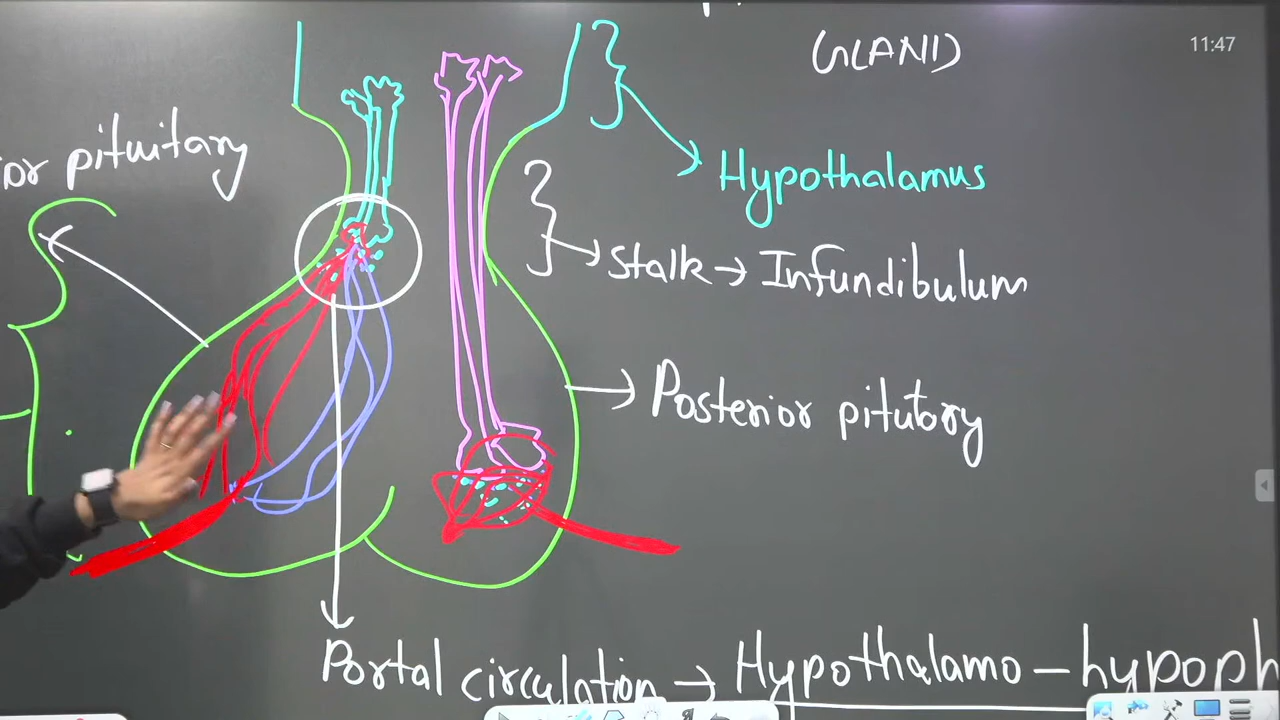 GLAND
11:47
or pituitary
Hypothalamus
Stalk → Infundibulum
Posterior pitutory
Portal circulation → Hypothalamo - hypoph